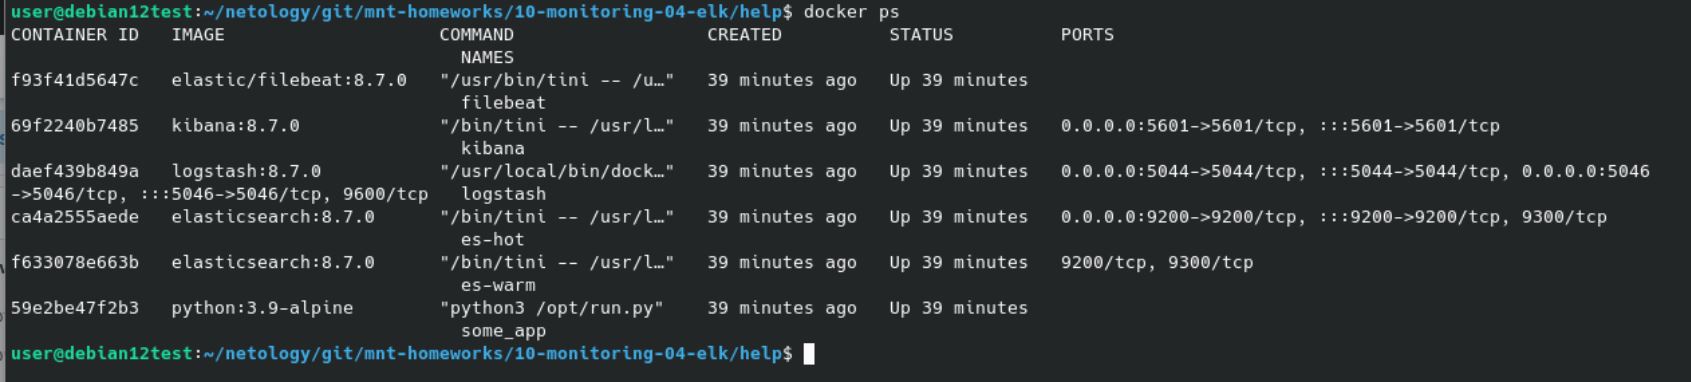 user@debian12test:~/netology/git/mnt-homeworks/10-monitoring-04-elk/help$ docker ps
CONTAINER ID   IMAGE                    COMMAND                  CREATED          STATUS          PORTS
                                          NAMES
f93f41d5647c   elastic/filebeat:8.7.0   "/usr/bin/tini -- /u…"   39 minutes ago   Up 39 minutes
                                          filebeat
69f2240b7485   kibana:8.7.0             "/bin/tini -- /usr/l…"   39 minutes ago   Up 39 minutes   0.0.0.0:5601->5601/tcp, :::5601->5601/tcp
                                          kibana
daef439b849a   logstash:8.7.0           "/usr/local/bin/dock…"   39 minutes ago   Up 39 minutes   0.0.0.0:5044->5044/tcp, :::5044->5044/tcp, 0.0.0.0:5046
->5046/tcp, :::5046->5046/tcp, 9600/tcp   logstash
ca4a2555aede   elasticsearch:8.7.0      "/bin/tini -- /usr/l…"   39 minutes ago   Up 39 minutes   0.0.0.0:9200->9200/tcp, :::9200->9200/tcp, 9300/tcp
                                          es-hot
f633078e663b   elasticsearch:8.7.0      "/bin/tini -- /usr/l…"   39 minutes ago   Up 39 minutes   9200/tcp, 9300/tcp
                                          es-warm
59e2be47f2b3   python:3.9-alpine        "python3 /opt/run.py"    39 minutes ago   Up 39 minutes
                                          some_app
user@debian12test:~/netology/git/mnt-homeworks/10-monitoring-04-elk/help$